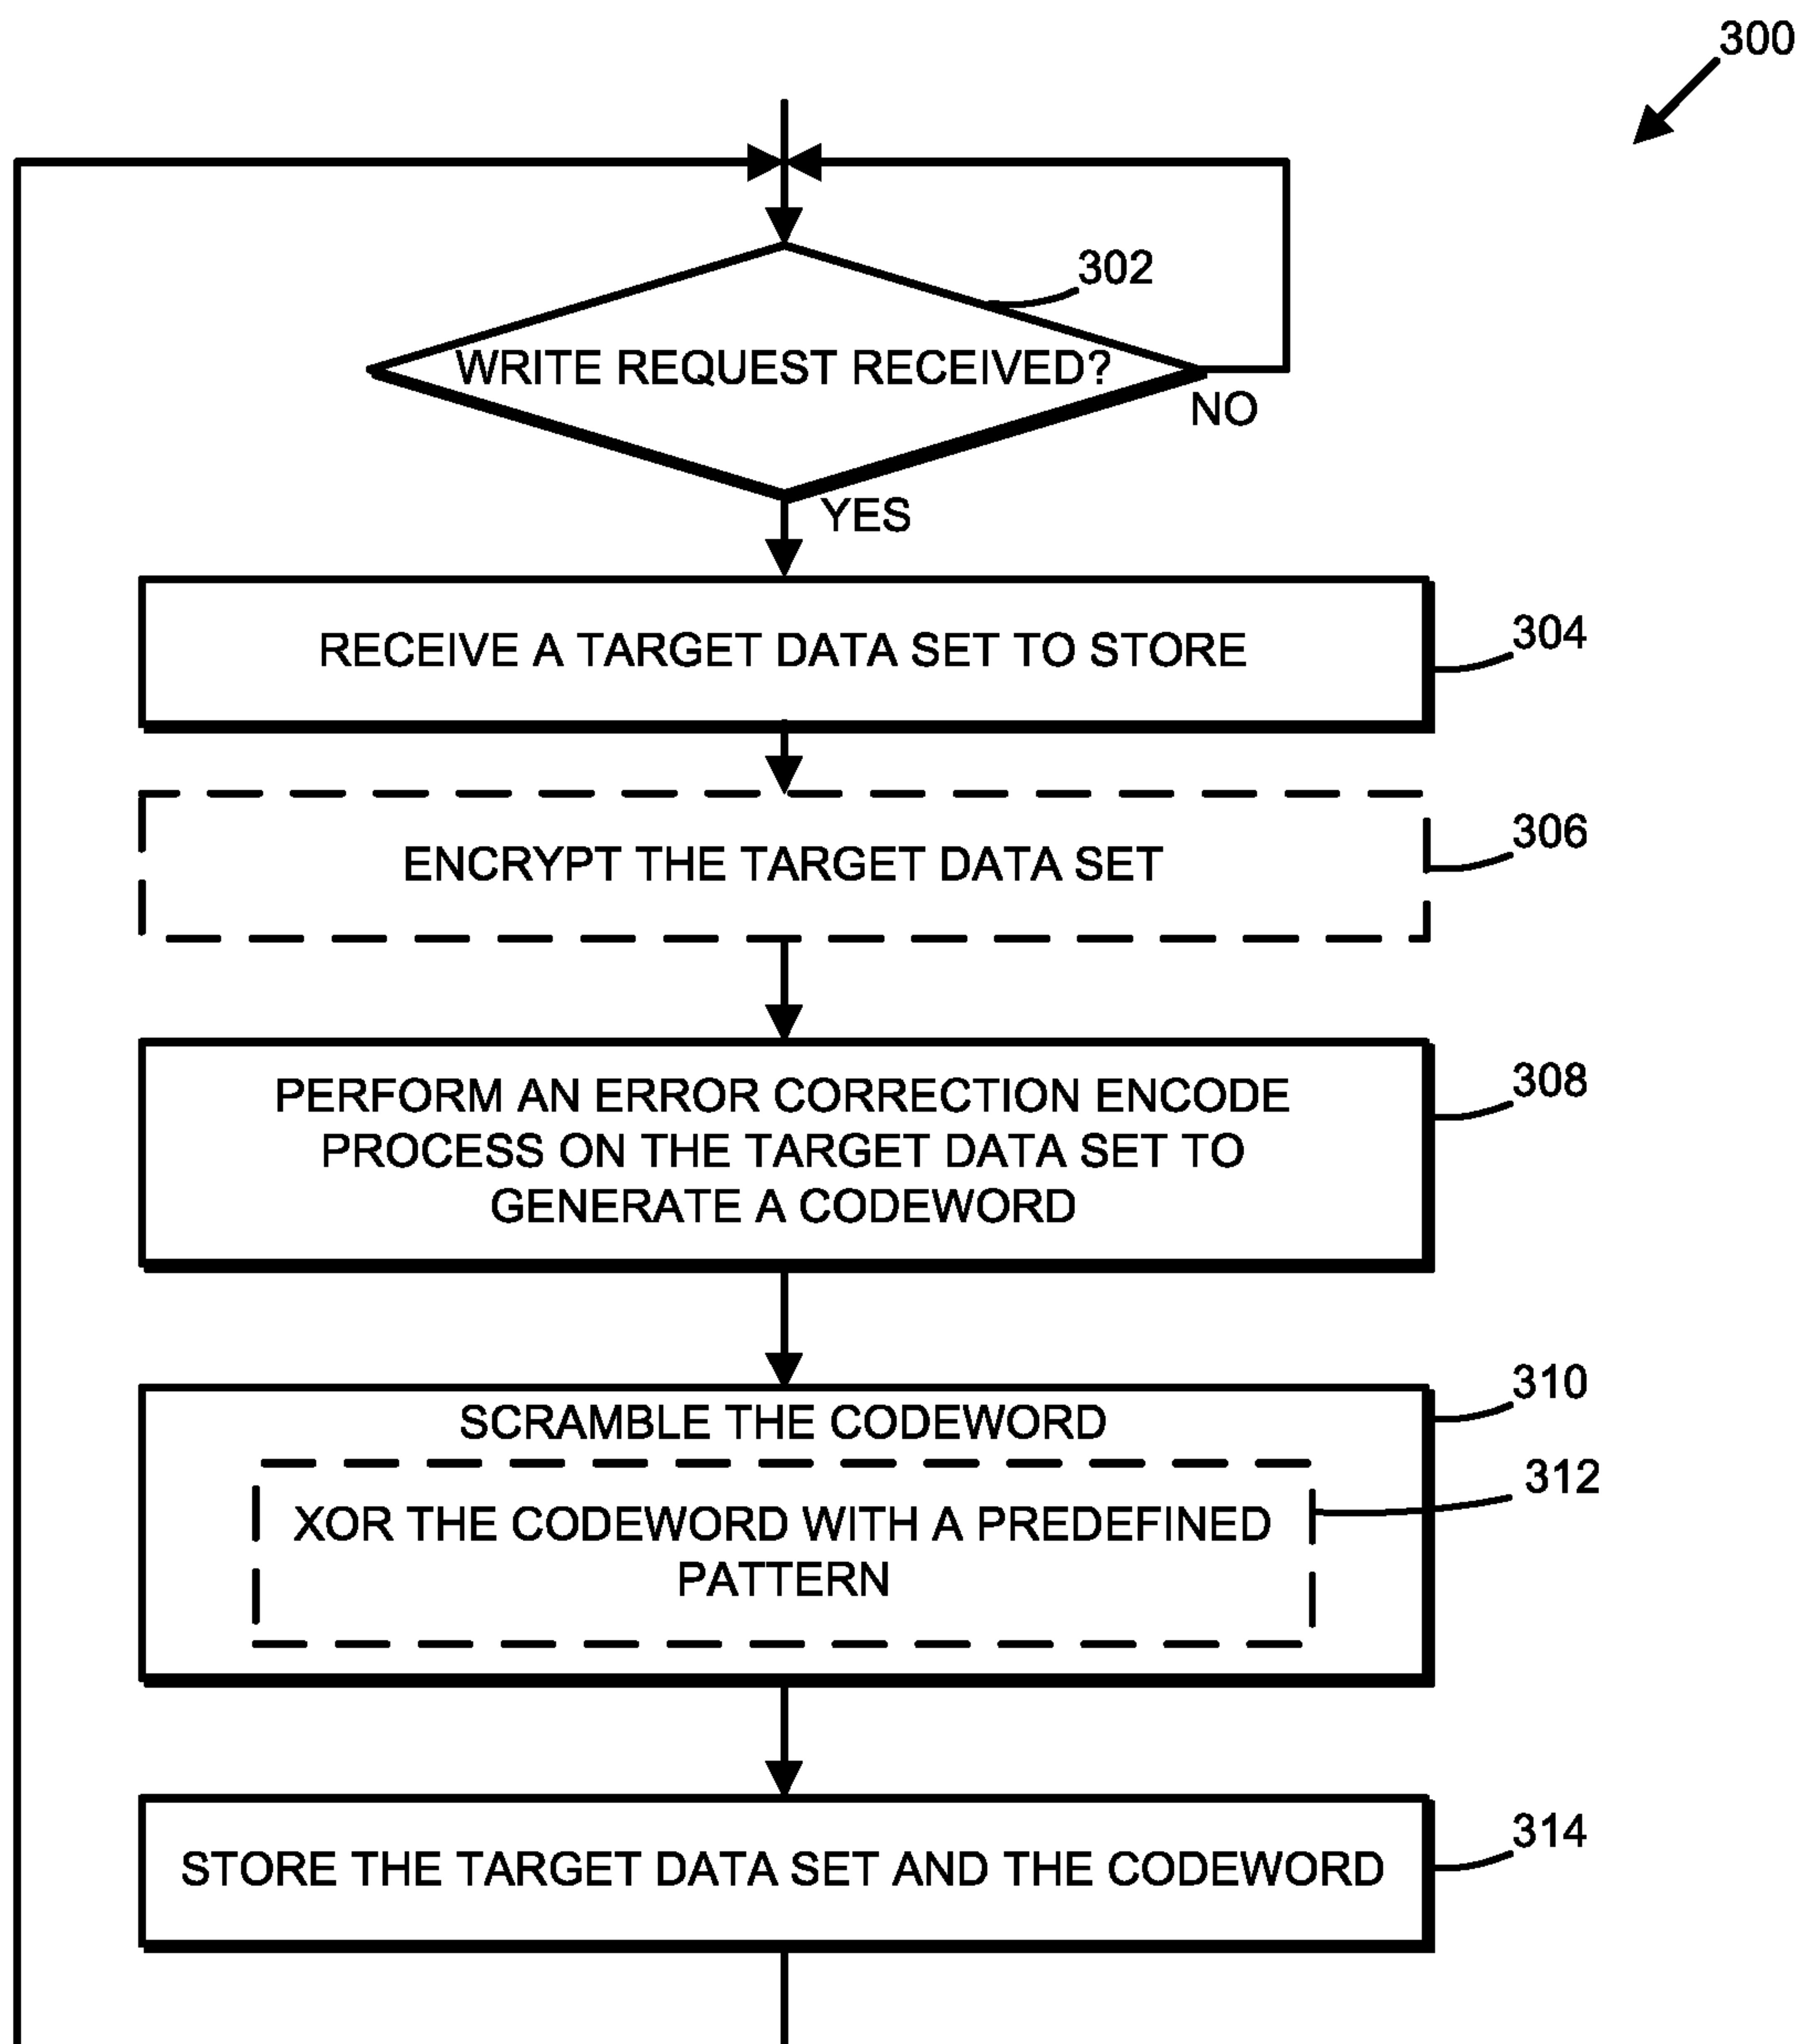 300
302
WRITE REQUEST RECEIVED?
NO
YES
RECEIVE A TARGET DATA SET TO STORE
304
ENCRYPT THE TARGET DATA SET
306
PERFORM AN ERROR CORRECTION ENCODE
PROCESS ON THE TARGET DATA SET TO
GENERATE A CODEWORD
308
SCRAMBLE THE CODEWORD
310
XOR THE CODEWORD WITH A PREDEFINED
PATTERN
312
STORE THE TARGET DATA SET AND THE CODEWORD
314